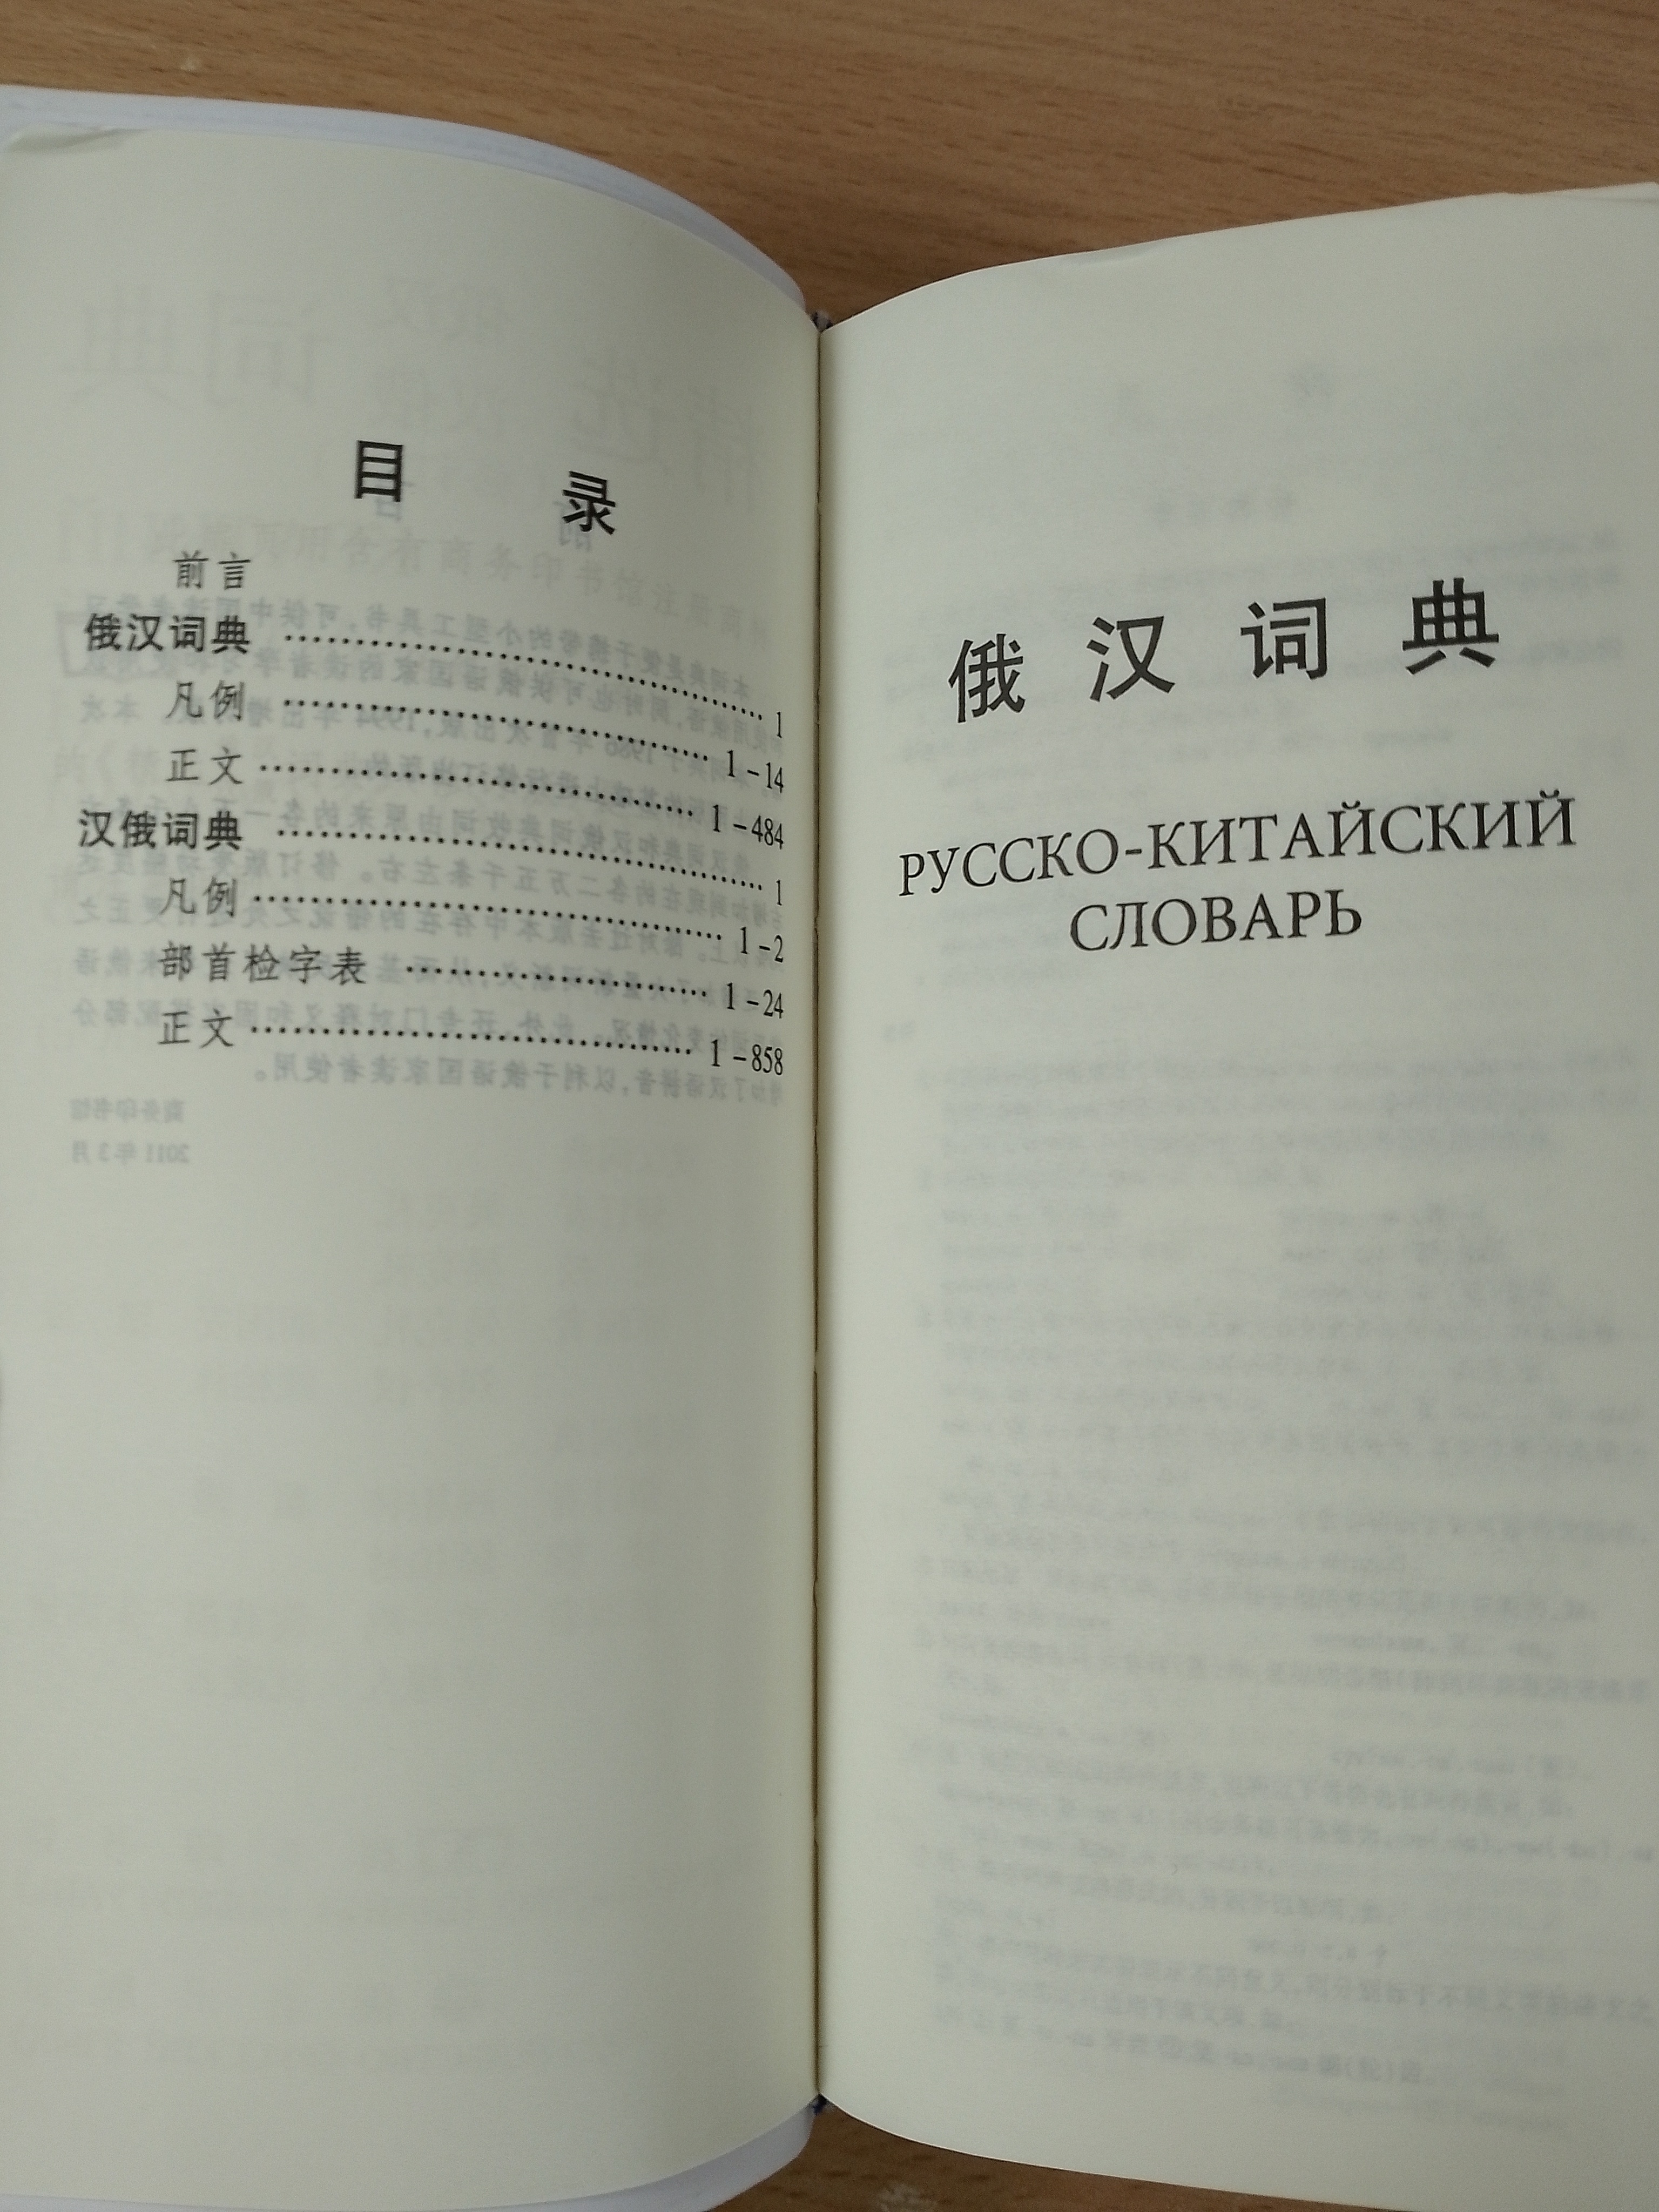 目 录
前言
俄汉词典 …… 1
凡例 …… 1-14
正文 …… 1-484
汉俄词典 …… 1
凡例 …… 1-2
部首检字表 …… 1-24
正文 …… 1-858
俄汉词典
РУССКО-КИТАЙСКИЙ
СЛОВАРЬ